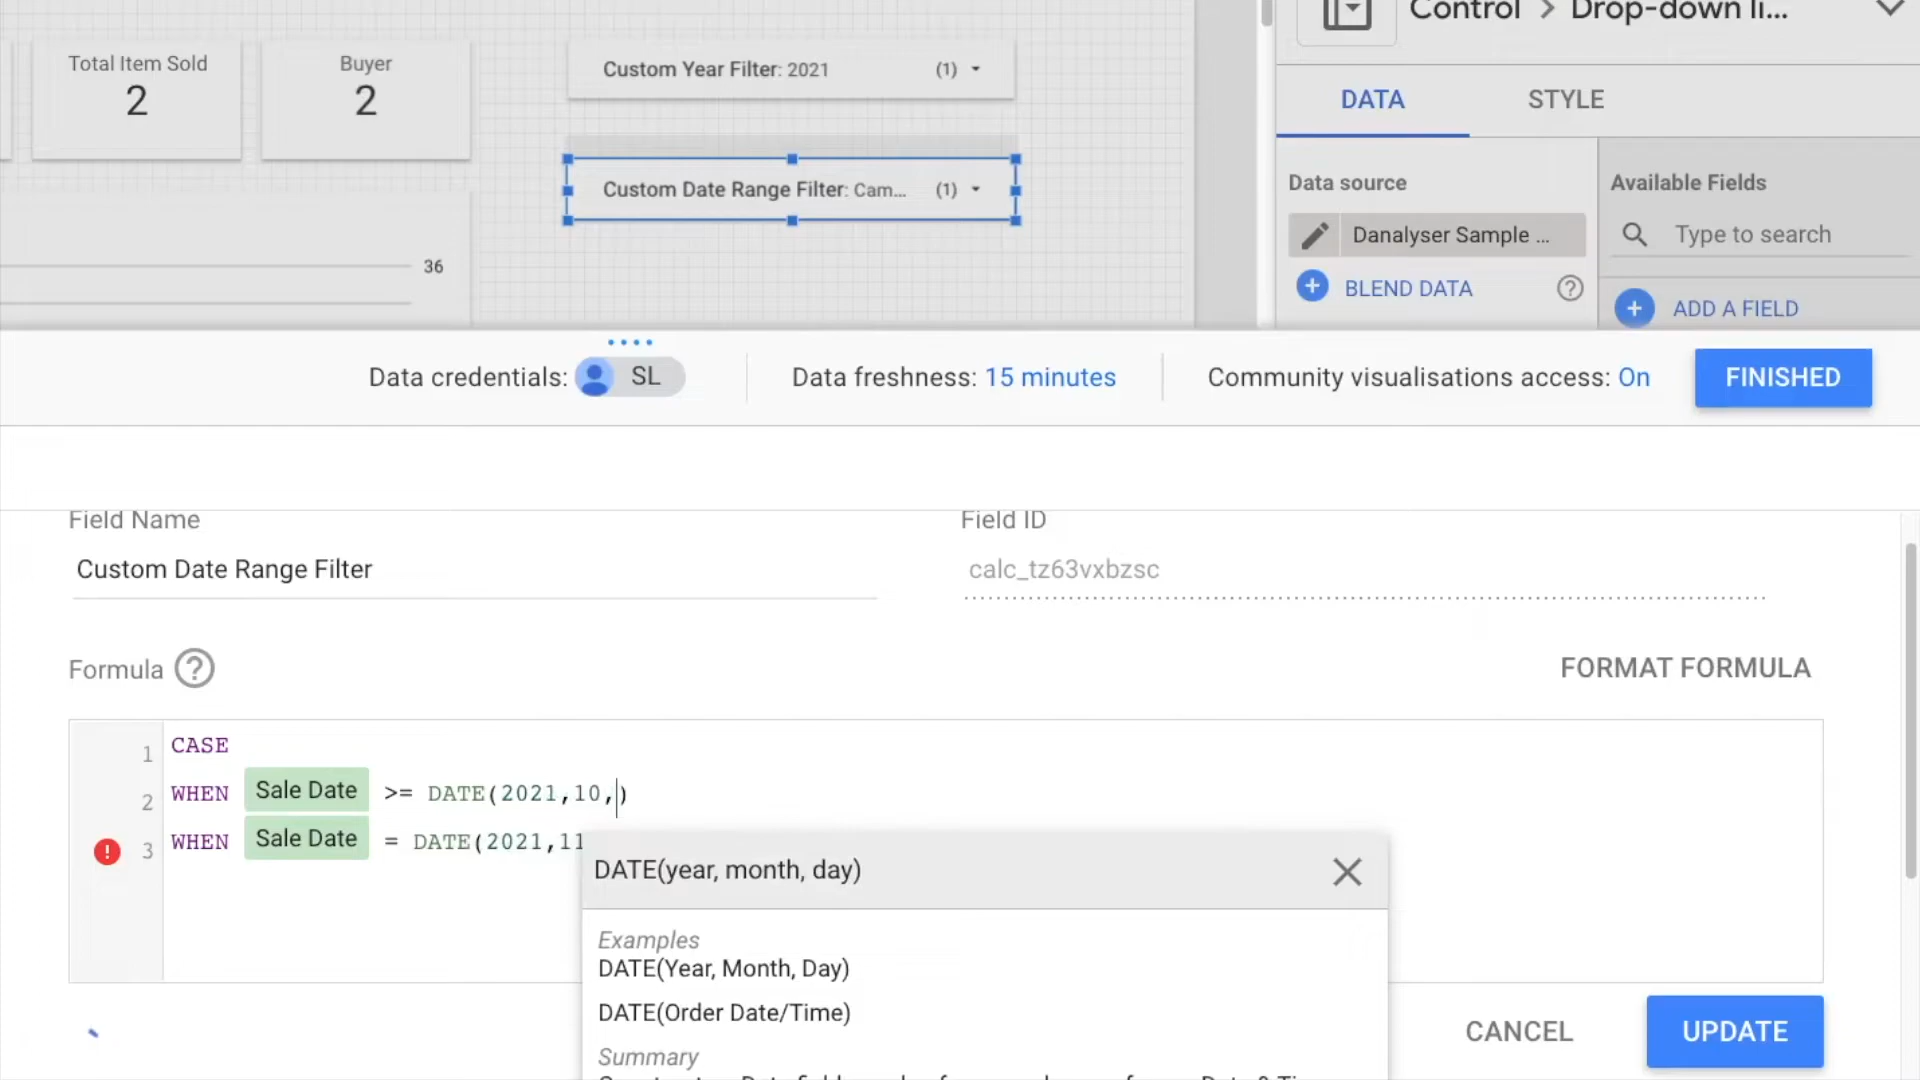 Control > Drop-down li...
Total Item Sold
2
Buyer
2
Custom Year Filter: 2021 (1)
DATA
STYLE
Custom Date Range Filter: Cam... (1)
Data source
Available Fields
Danalyser Sample ...
Type to search
BLEND DATA
36
ADD A FIELD
Data credentials: SL
Data freshness: 15 minutes
Community visualisations access: On
FINISHED
Field Name
Field ID
Custom Date Range Filter
calc_tz63vxbzsc
Formula
FORMAT FORMULA
1 CASE
2 WHEN Sale Date >= DATE(2021,10,)
3 WHEN Sale Date = DATE(2021,11
DATE(year, month, day)
Examples
DATE(Year, Month, Day)
DATE(Order Date/Time)
Summary
CANCEL
UPDATE